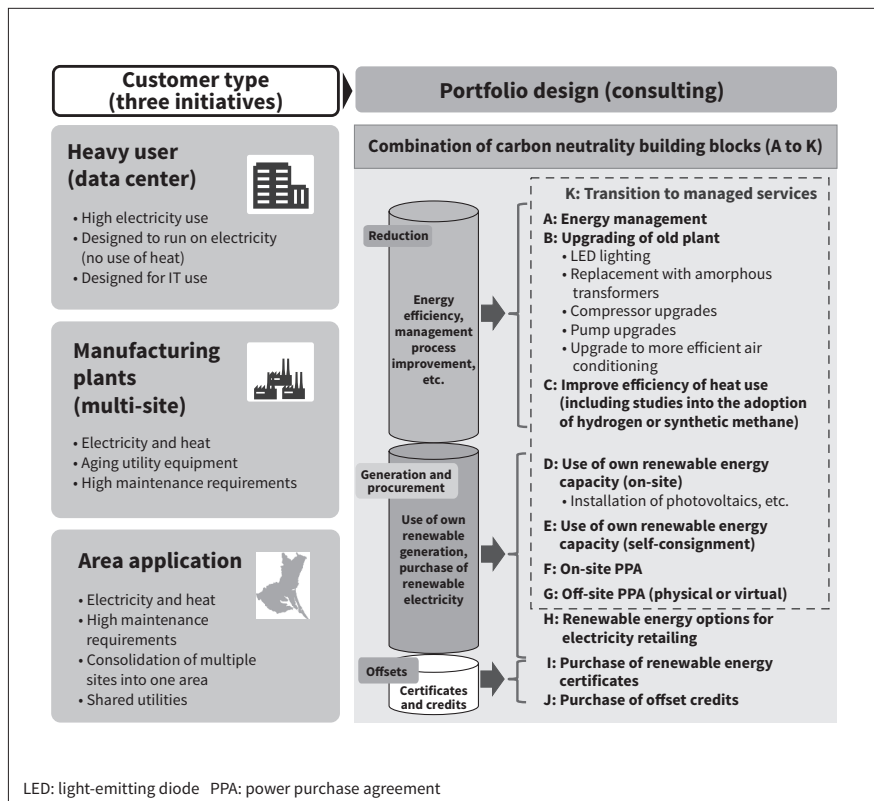 Customer type
(three initiatives)
Portfolio design (consulting)
Heavy user
(data center)
• High electricity use
• Designed to run on electricity
(no use of heat)
• Designed for IT use
Manufacturing
plants
(multi-site)
• Electricity and heat
• Aging utility equipment
• High maintenance requirements
Area application
• Electricity and heat
• High maintenance
requirements
• Consolidation of multiple
sites into one area
• Shared utilities
Combination of carbon neutrality building blocks (A to K)
Reduction
Energy
efficiency,
management
process
improvement,
etc.
Generation and
procurement
Use of own
renewable
generation,
purchase of
renewable
electricity
Offsets
Certificates
and credits
K: Transition to managed services
A: Energy management
B: Upgrading of old plant
• LED lighting
• Replacement with amorphous
transformers
• Compressor upgrades
• Pump upgrades
• Upgrade to more efficient air
conditioning
C: Improve efficiency of heat use
(including studies into the adoption
of hydrogen or synthetic methane)
D: Use of own renewable energy
capacity (on-site)
• Installation of photovoltaics, etc.
E: Use of own renewable energy
capacity (self-consignment)
F: On-site PPA
G: Off-site PPA (physical or virtual)
H: Renewable energy options for
electricity retailing
I: Purchase of renewable energy
certificates
J: Purchase of offset credits
LED: light-emitting diode PPA: power purchase agreement